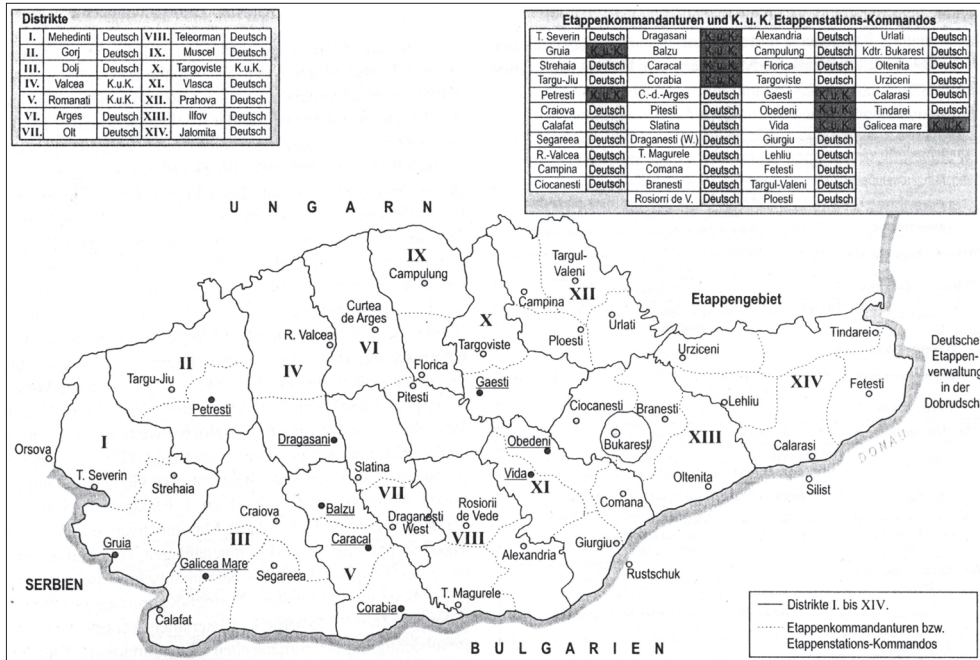 Distrikte
I. Mehedinti Deutsch VIII. Teleorman Deutsch
II. Gorj Deutsch IX. Muscel Deutsch
III. Dolj Deutsch X. Targoviste K.u.K.
IV. Valcea K.u.K. XI. Vlasca Deutsch
V. Romanati K.u.K. XII. Prahova Deutsch
VI. Arges Deutsch XIII. Ilfov Deutsch
VII. Olt Deutsch XIV. Jalomita Deutsch
Etappenkommandanturen und K. u. K. Etappenstations-Kommandos
T. Severin Deutsch Dragasani K. u. K. Alexandria Deutsch Urlati Deutsch
Gruia K. u. K. Balzu K. u. K. Campulung Deutsch Kdtr. Bukarest Deutsch
Strehaia Deutsch Caracal K. u. K. Florica Deutsch Oltenita Deutsch
Targu-Jiu Deutsch Corabia K. u. K. Targoviste Deutsch Urziceni Deutsch
Petresti K. u. K. C.-d.-Arges Deutsch Gaesti K. u. K. Calarasi Deutsch
Craiova Deutsch Pitesti Deutsch Obedeni K. u. K. Tindarei Deutsch
Calafat Deutsch Slatina Deutsch Vida K. u. K. Galicea mare K. u. K.
Segareea Deutsch Draganesti (W.) Deutsch Giurgiu Deutsch
R.-Valcea Deutsch T. Magurele Deutsch Lehliu Deutsch
Campina Deutsch Comana Deutsch Fetesti Deutsch
Ciocanesti Deutsch Branesti Deutsch Targul-Valeni Deutsch
Rosiorri de V. Deutsch Ploesti Deutsch
UNGARN
IX
Campulung
Targul-
Valeni
XII
Campina
Curtea
de Arges
X
Etappengebiet
Urlati
R. Valcea
VI
Ploesti
Tindarei
Targoviste
Urziceni
Deutsche
Etappen-
verwaltung
in der
Dobrudsch
II
IV
Florica
Targu-Jiu
Pitesti
Gaesti
XIV
Fetesti
Petresti
Ciocanesti
Branesti
Lehliu
I
Dragasani
Obedeni
Bukarest
XIII
Orsova
Calarasi
DONAU
T. Severin
Strehaia
Slatina
Vida
XI
Oltenita
Silist
VII
Rosiorii
de Vede
Comana
Craiova
Balzu
Draganesti
West
III
Caracal
VIII
Gruia
Giurgiu
Galicea Mare
Segareea
V
Alexandria
Rustschuk
SERBIEN
T. Magurele
Calafat
Corabia
BULGARIEN
Distrikte I. bis XIV.
Etappenkommandanturen bzw.
Etappenstations-Kommandos